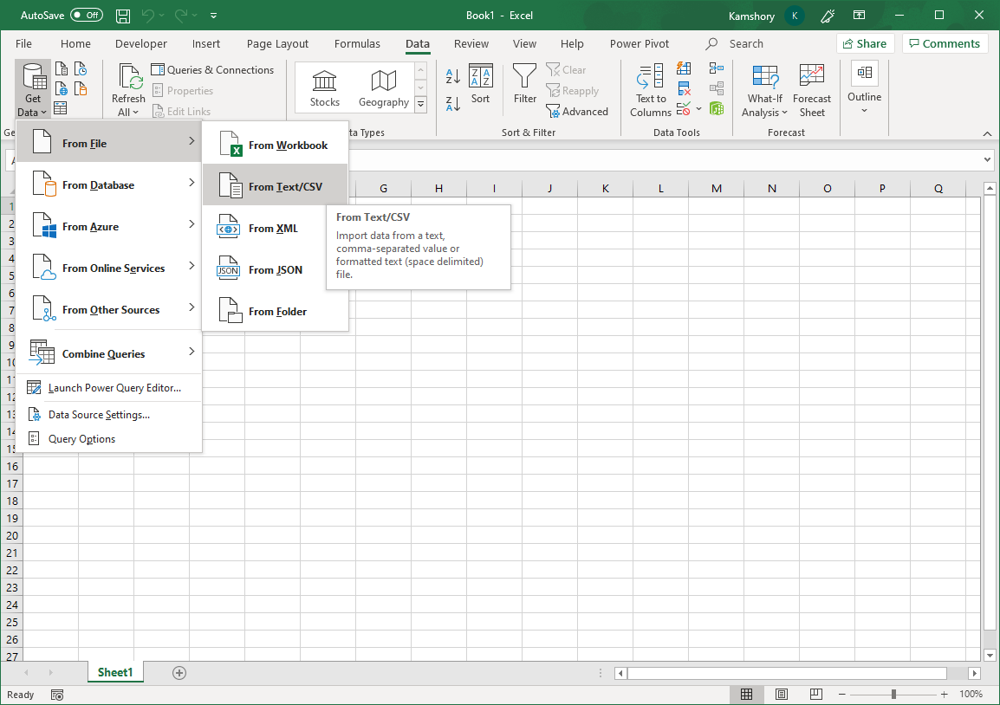 AutoSave Off Book1 - Excel Kamshory K
File Home Developer Insert Page Layout Formulas Data Review View Help Power Pivot Search Share Comments
Get Data
Refresh All
Queries & Connections
Properties
Edit Links
Stocks Geography
Sort
Filter
Clear
Reapply
Advanced
Text to Columns
What-If Analysis
Forecast Sheet
Outline
Ge
ta Types
Sort & Filter
Data Tools
Forecast
From File
From Database
From Azure
From Online Services
From Other Sources
Combine Queries
Launch Power Query Editor...
Data Source Settings...
Query Options
From Workbook
From Text/CSV
From XML
JSON From JSON
From Folder
From Text/CSV
Import data from a text,
comma-separated value or
formatted text (space delimited)
file.
G H I J K L M N O P Q
1
2
3
4
5
6
7
8
9
10
11
12
13
14
15
16
17
18
19
20
21
22
23
24
25
26
27
Sheet1
Ready 100%